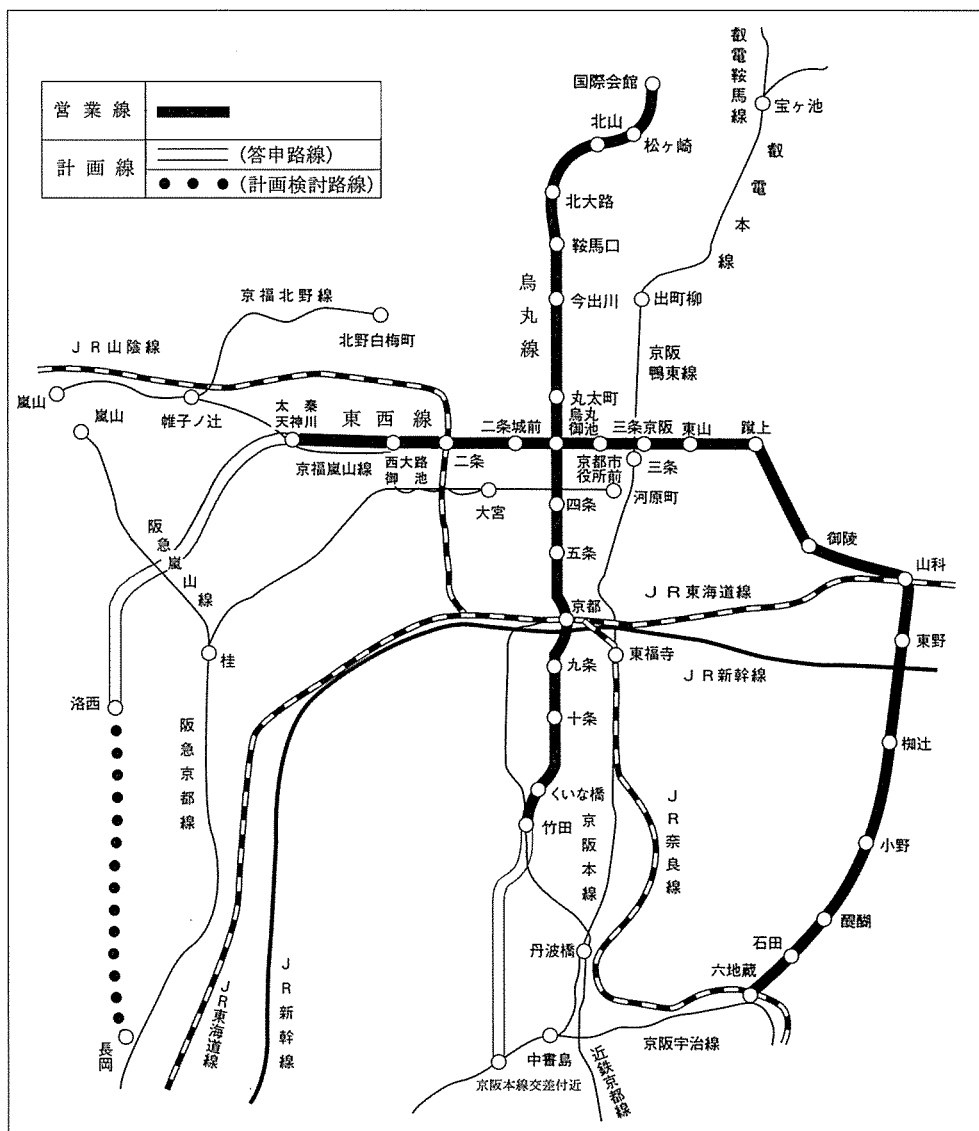 営業線
計画線
(答申路線)
(計画検討路線)
国際会館
北山
松ヶ崎
北大路
鞍馬口
今出川
烏丸線
丸太町
烏丸
御池
四条
五条
京都
九条
十条
くいな橋
竹田
叡電鞍馬線
宝ヶ池
叡電本線
出町柳
京阪
鴨東線
京福北野線
北野白梅町
JR山陰線
嵐山
嵐山
帷子ノ辻
太秦
天神川
東西線
京福嵐山線
西大路
御池
二条
二条城前
京都市
役所前
三条京阪
三条
東山
蹴上
河原町
大宮
御陵
山科
東野
椥辻
小野
醍醐
石田
六地蔵
阪急嵐山線
桂
洛西
阪急京都線
長岡
JR東海道線
JR東海道線
JR新幹線
JR新幹線
東福寺
京阪本線
JR奈良線
丹波橋
中書島
京阪宇治線
近鉄京都線
京阪本線交差付近